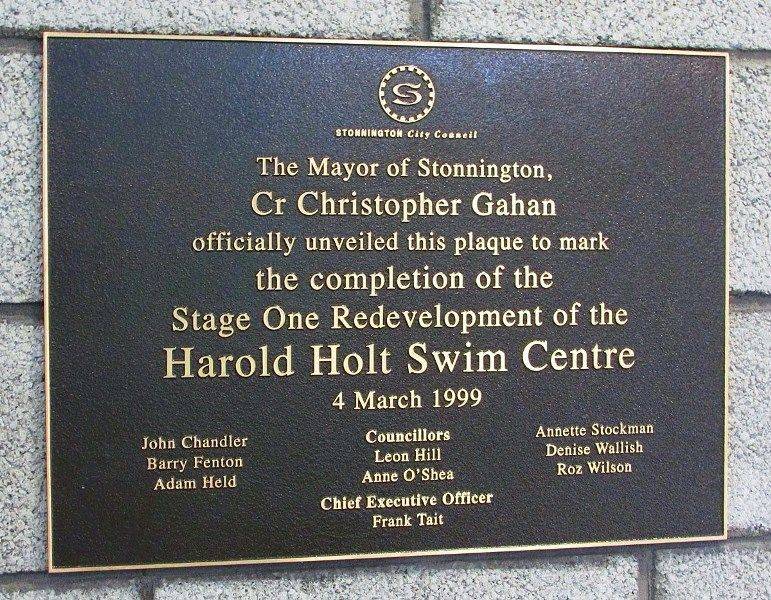 S
STONNINGTON City Council
The Mayor of Stonnington,
Cr Christopher Gahan
officially unveiled this plaque to mark
the completion of the
Stage One Redevelopment of the
Harold Holt Swim Centre
4 March 1999
John Chandler
Barry Fenton
Adam Held
Councillors
Leon Hill
Anne O'Shea
Annette Stockman
Denise Wallish
Roz Wilson
Chief Executive Officer
Frank Tait